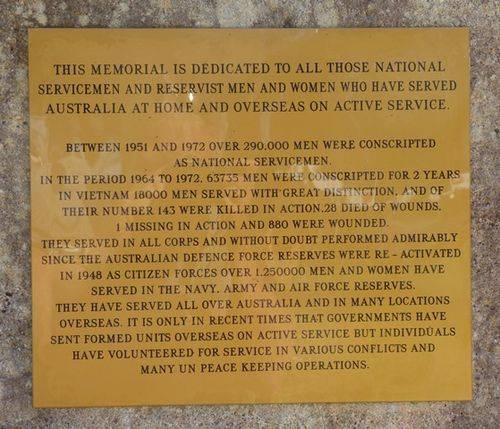 THIS MEMORIAL IS DEDICATED TO ALL THOSE NATIONAL
SERVICEMEN AND RESERVIST MEN AND WOMEN WHO HAVE SERVED
AUSTRALIA AT HOME AND OVERSEAS ON ACTIVE SERVICE.
BETWEEN 1951 AND 1972 OVER 290,000 MEN WERE CONSCRIPTED
AS NATIONAL SERVICEMEN.
IN THE PERIOD 1964 TO 1972, 63735 MEN WERE CONSCRIPTED FOR 2 YEARS
IN VIETNAM 18000 MEN SERVED WITH GREAT DISTINCTION, AND OF
THEIR NUMBER 143 WERE KILLED IN ACTION,28 DIED OF WOUNDS,
1 MISSING IN ACTION AND 880 WERE WOUNDED.
THEY SERVED IN ALL CORPS AND WITHOUT DOUBT PERFORMED ADMIRABLY
SINCE THE AUSTRALIAN DEFENCE FORCE RESERVES WERE RE - ACTIVATED
IN 1948 AS CITIZEN FORCES OVER 1,250000 MEN AND WOMEN HAVE
SERVED IN THE NAVY, ARMY AND AIR FORCE RESERVES.
THEY HAVE SERVED ALL OVER AUSTRALIA AND IN MANY LOCATIONS
OVERSEAS. IT IS ONLY IN RECENT TIMES THAT GOVERNMENTS HAVE
SENT FORMED UNITS OVERSEAS ON ACTIVE SERVICE BUT INDIVIDUALS
HAVE VOLUNTEERED FOR SERVICE IN VARIOUS CONFLICTS AND
MANY UN PEACE KEEPING OPERATIONS.